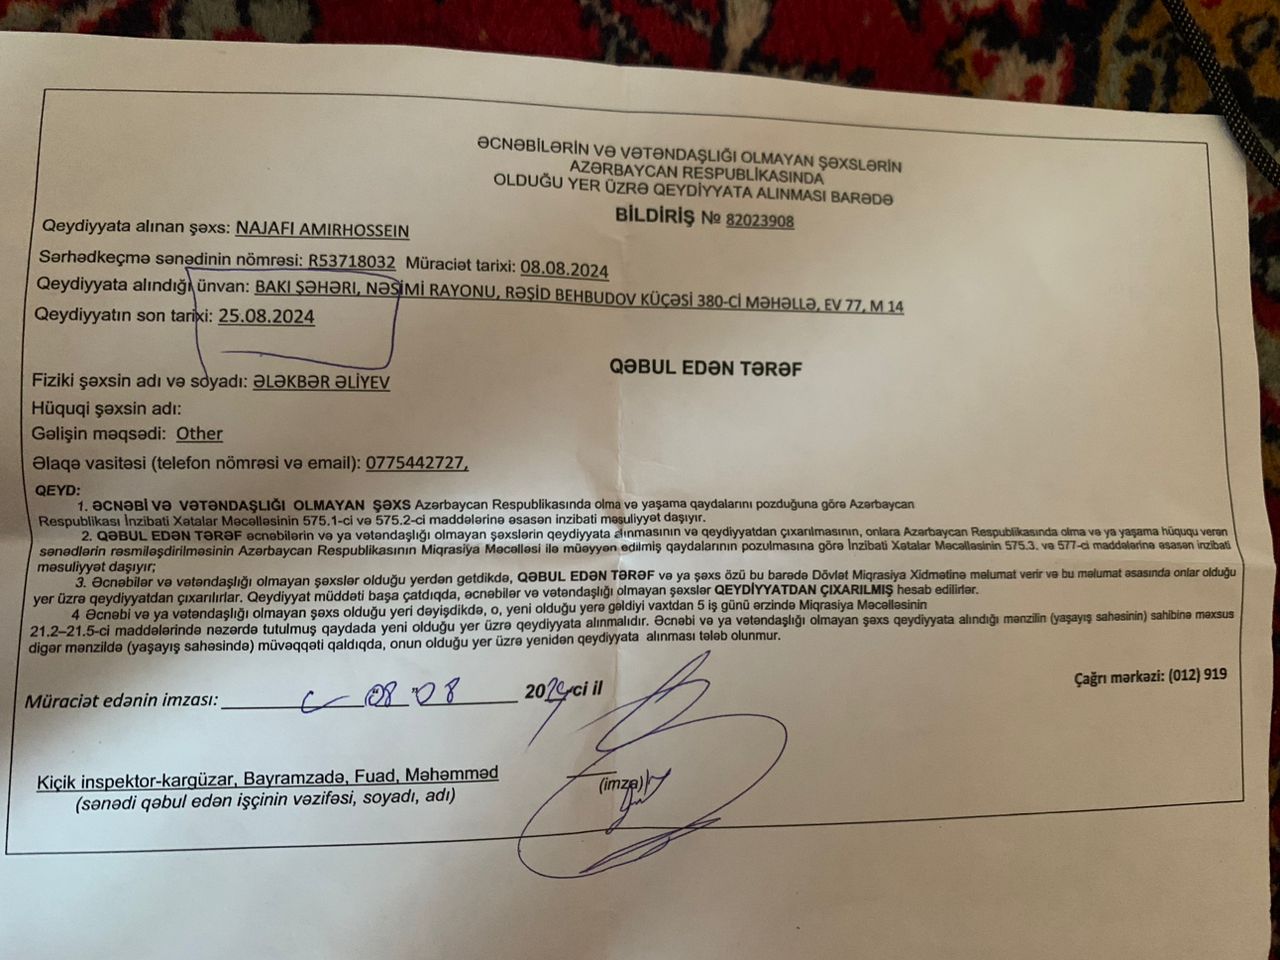 ƏCNƏBİLƏRİN VƏ VƏTƏNDAŞLIĞI OLMAYAN ŞƏXSLƏRİN
AZƏRBAYCAN RESPUBLİKASINDA
OLDUĞU YER ÜZRƏ QEYDİYYATA ALINMASI BARƏDƏ
BİLDİRİŞ № 82023908
Qeydiyyata alınan şəxs: NAJAFI AMIRHOSSEIN
Sərhədkeçmə sənədinin nömrəsi: R53718032 Müraciət tarixi: 08.08.2024
Qeydiyyata alındığı ünvan: BAKI ŞƏHƏRI, NƏSIMI RAYONU, RƏŞID BEHBUDOV KÜÇƏSI 380-CI MƏHƏLLƏ, EV 77, M 14
Qeydiyyatın son tarixi: 25.08.2024
QƏBUL EDƏN TƏRƏF
Fiziki şəxsin adı və soyadı: ƏLƏKBƏR ƏLIYEV
Hüquqi şəxsin adı:
Gəlişin məqsədi: Other
Əlaqə vasitəsi (telefon nömrəsi və email): 0775442727,
QEYD:
1. ƏCNƏBİ VƏ VƏTƏNDAŞLIĞI OLMAYAN ŞƏXS Azərbaycan Respublikasında olma və yaşama qaydalarını pozduğuna görə Azərbaycan
Respublikası İnzibati Xətalar Məcəlləsinin 575.1-ci və 575.2-ci maddələrinə əsasən inzibati məsuliyyət daşıyır.
2. QƏBUL EDƏN TƏRƏF əcnəbilərin və ya vətəndaşlığı olmayan şəxslərin qeydiyyata alınmasının və qeydiyyatdan çıxarılmasının, onlara Azərbaycan Respublikasında olma və ya yaşama hüququ verən
sənədlərin rəsmiləşdirilməsinin Azərbaycan Respublikasının Miqrasiya Məcəlləsi ilə müəyyən edilmiş qaydalarının pozulmasına görə İnzibati Xətalar Məcəlləsinin 575.3. və 577-ci maddələrinə əsasən inzibati
məsuliyyət daşıyır;
3. Əcnəbilər və vətəndaşlığı olmayan şəxslər olduğu yerdən getdikdə, QƏBUL EDƏN TƏRƏF və ya şəxs özü bu barədə Dövlət Miqrasiya Xidmətinə məlumat verir və bu məlumat əsasında onlar olduğu
yer üzrə qeydiyyatdan çıxarılırlar. Qeydiyyat müddəti başa çatdıqda, əcnəbilər və vətəndaşlığı olmayan şəxslər QEYDİYYATDAN ÇIXARILMIŞ hesab edilirlər.
4 Əcnəbi və ya vətəndaşlığı olmayan şəxs olduğu yeri dəyişdikdə, o, yeni olduğu yerə gəldiyi vaxtdan 5 iş günü ərzində Miqrasiya Məcəlləsinin
21.2–21.5-ci maddələrində nəzərdə tutulmuş qaydada yeni olduğu yer üzrə qeydiyyata alınmalıdır. Əcnəbi və ya vətəndaşlığı olmayan şəxs qeydiyyata alındığı mənzilin (yaşayış sahəsinin) sahibinə məxsus
digər mənzildə (yaşayış sahəsində) müvəqqəti qaldıqda, onun olduğu yer üzrə yenidən qeydiyyata alınması tələb olunmur.
Çağrı mərkəzi: (012) 919
Müraciət edənin imzası: 08 "08 2024-ci il
Kiçik inspektor-kargüzar, Bayramzadə, Fuad, Məhəmməd
(imza)
(sənədi qəbul edən işçinin vəzifəsi, soyadı, adı)